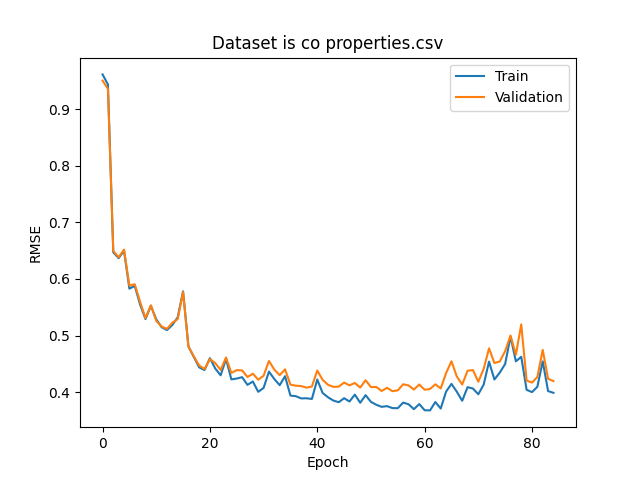 Dataset is co properties.csv
Train
Validation
RMSE
0.9
0.8
0.7
0.6
0.5
0.4
0 20 40 60 80
Epoch